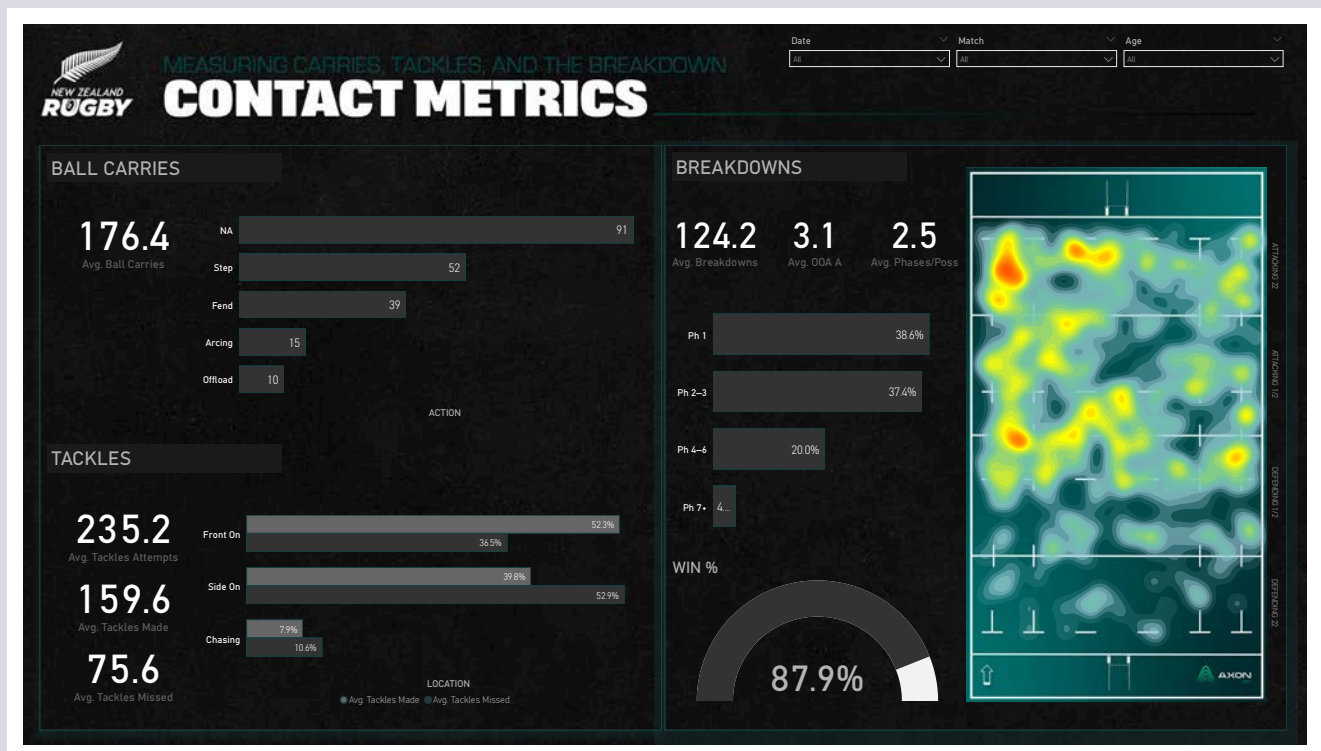 NEW ZEALAND
RUGBY
MEASURING CARRIES, TACKLES, AND THE BREAKDOWN
CONTACT METRICS
Date
All
Match
All
Age
All
BALL CARRIES
176.4
Avg. Ball Carries
NA
91
Step
52
Fend
39
Arcing
15
Offload
10
ACTION
TACKLES
235.2
Avg. Tackles Attempts
159.6
Avg. Tackles Made
75.6
Avg. Tackles Missed
Front On
52.3%
36.5%
Side On
39.8%
52.9%
Chasing
7.9%
10.6%
LOCATION
Avg. Tackles Made Avg. Tackles Missed
BREAKDOWNS
124.2
Avg. Breakdowns
3.1
Avg. OOA A
2.5
Avg. Phases/Poss
Ph 1
38.6%
Ph 2–3
37.4%
Ph 4–6
20.0%
Ph 7+
4...
WIN %
87.9%
ATTACKING 22
ATTACKING 1/2
DEFENDING 1/2
DEFENDING 22
AXON